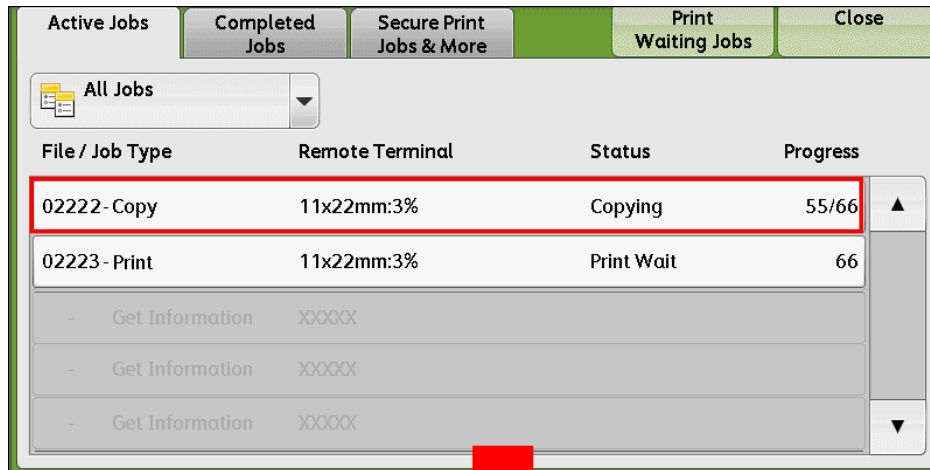 Active Jobs Completed Jobs Secure Print Jobs & More Print Waiting Jobs Close
All Jobs
File / Job Type Remote Terminal Status Progress
02222- Copy 11x22mm:3% Copying 55/66
02223 - Print 11x22mm:3% Print Wait 66
- Get Information XXXXX
- Get Information XXXXX
- Get Information XXXXX